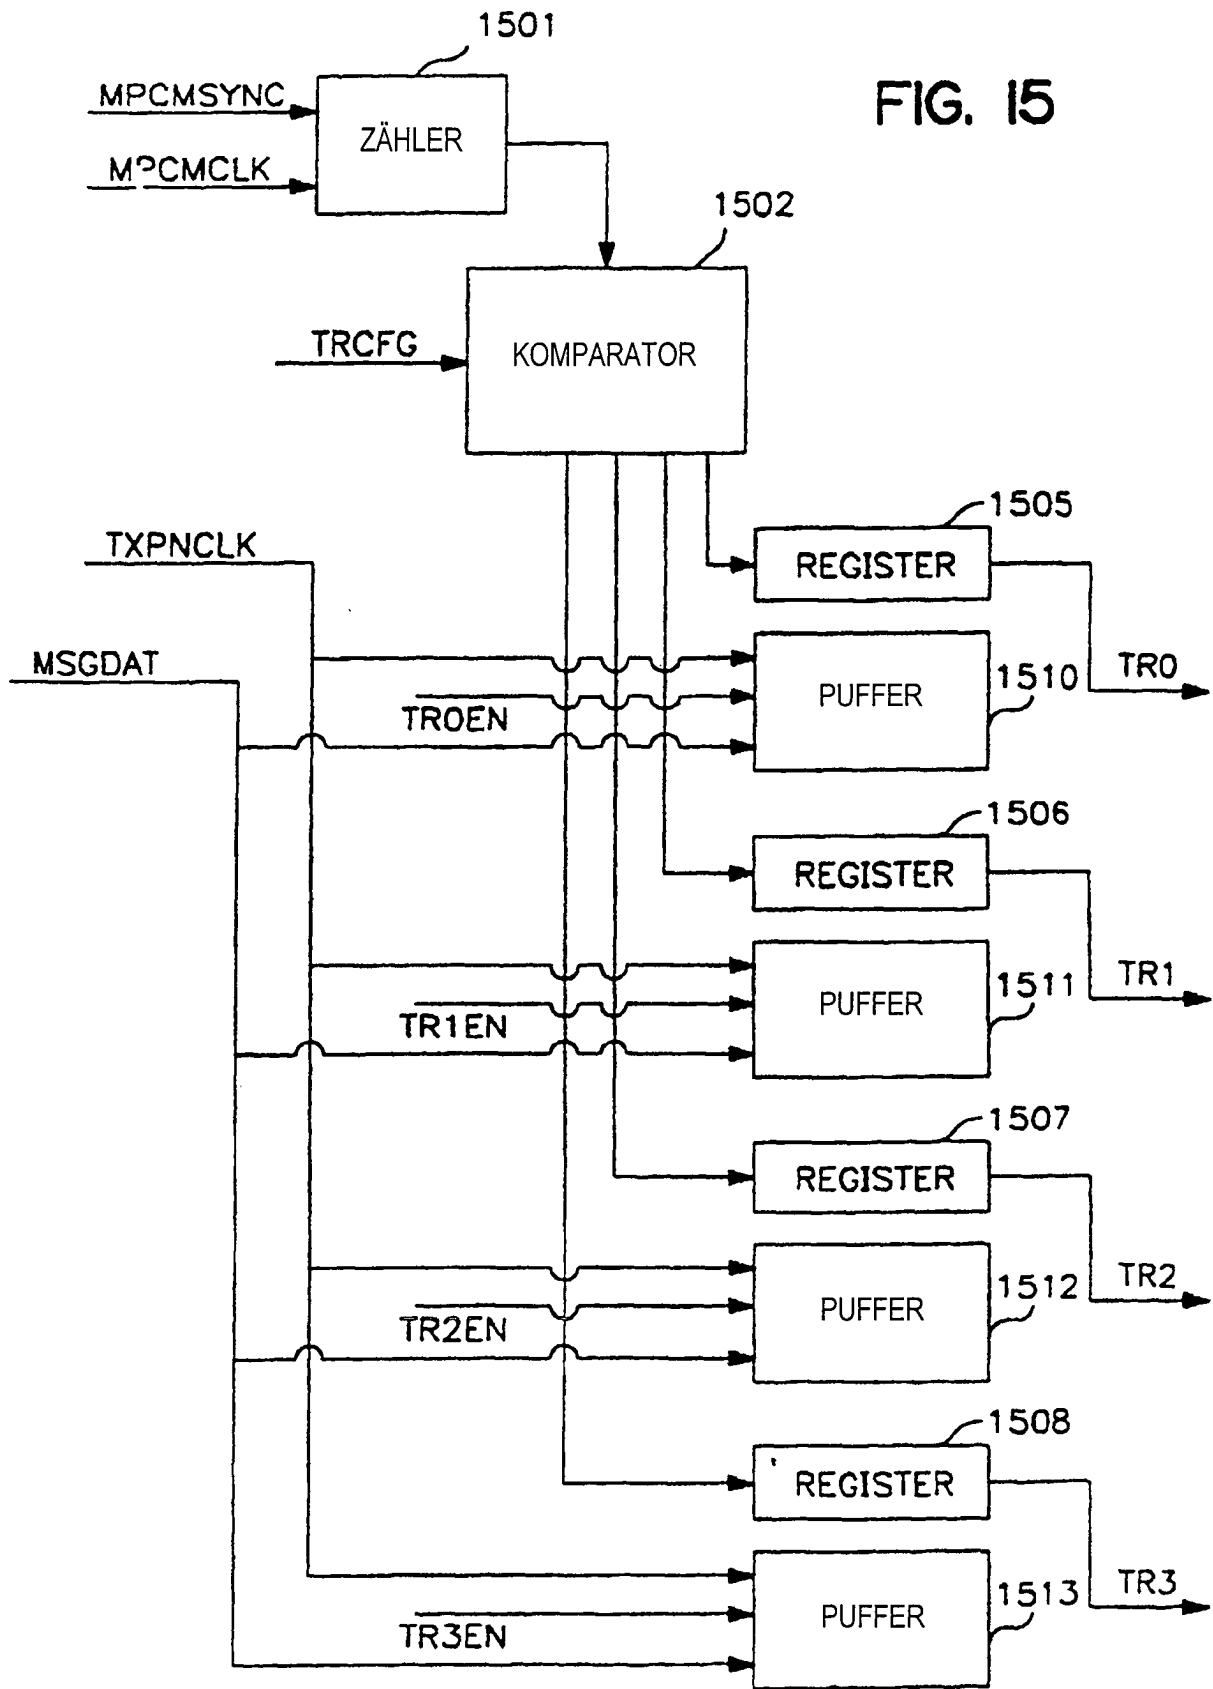 1501
FIG. 15
MPCMSYNC
ZÄHLER
MPCMCLK
1502
TRCFG
KOMPARATOR
1505
TXPNCLK
REGISTER
MSGDAT
TR0
1510
PUFFER
TR0EN
1506
REGISTER
TR1
1511
PUFFER
TR1EN
1507
REGISTER
TR2
1512
PUFFER
TR2EN
1508
REGISTER
TR3
1513
PUFFER
TR3EN